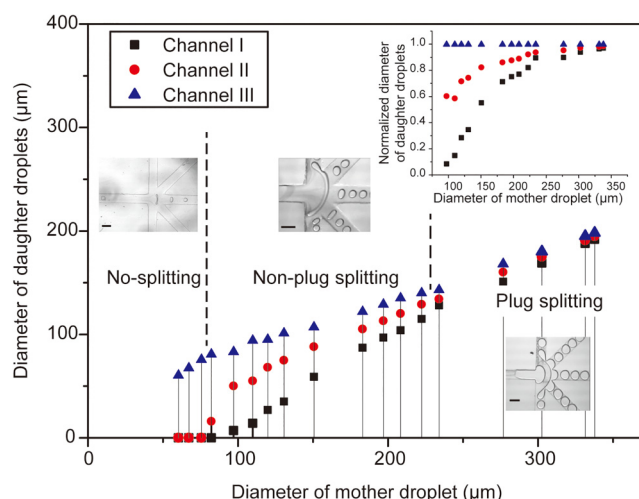 400
300
200
100
0
Diameter of daughter droplets (μm)
Channel I
Channel II
Channel III
No-splitting
Non-plug splitting
Plug splitting
0
100
200
300
Diameter of mother droplet (μm)
1.0
0.8
0.6
0.4
0.2
0.0
Normalized diameter
of daughter droplets
100
150
200
250
300
350
Diameter of mother droplet (μm)